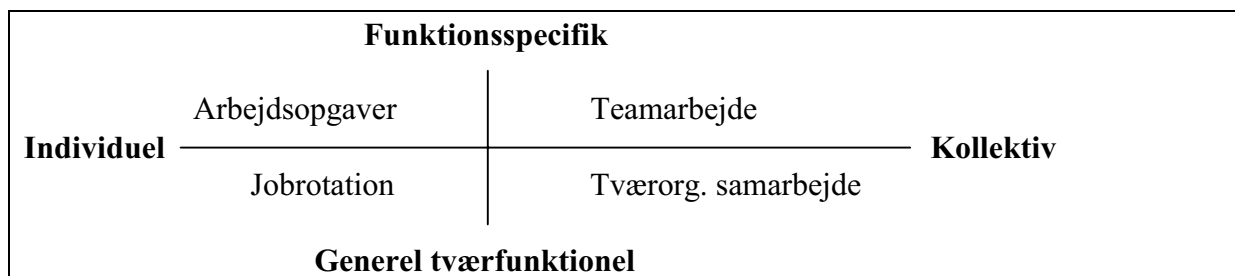 Funktionsspecifik
Arbejdsopgaver Teamarbejde
Individuel Kollektiv
Jobrotation Tværorg. samarbejde
Generel tværfunktionel